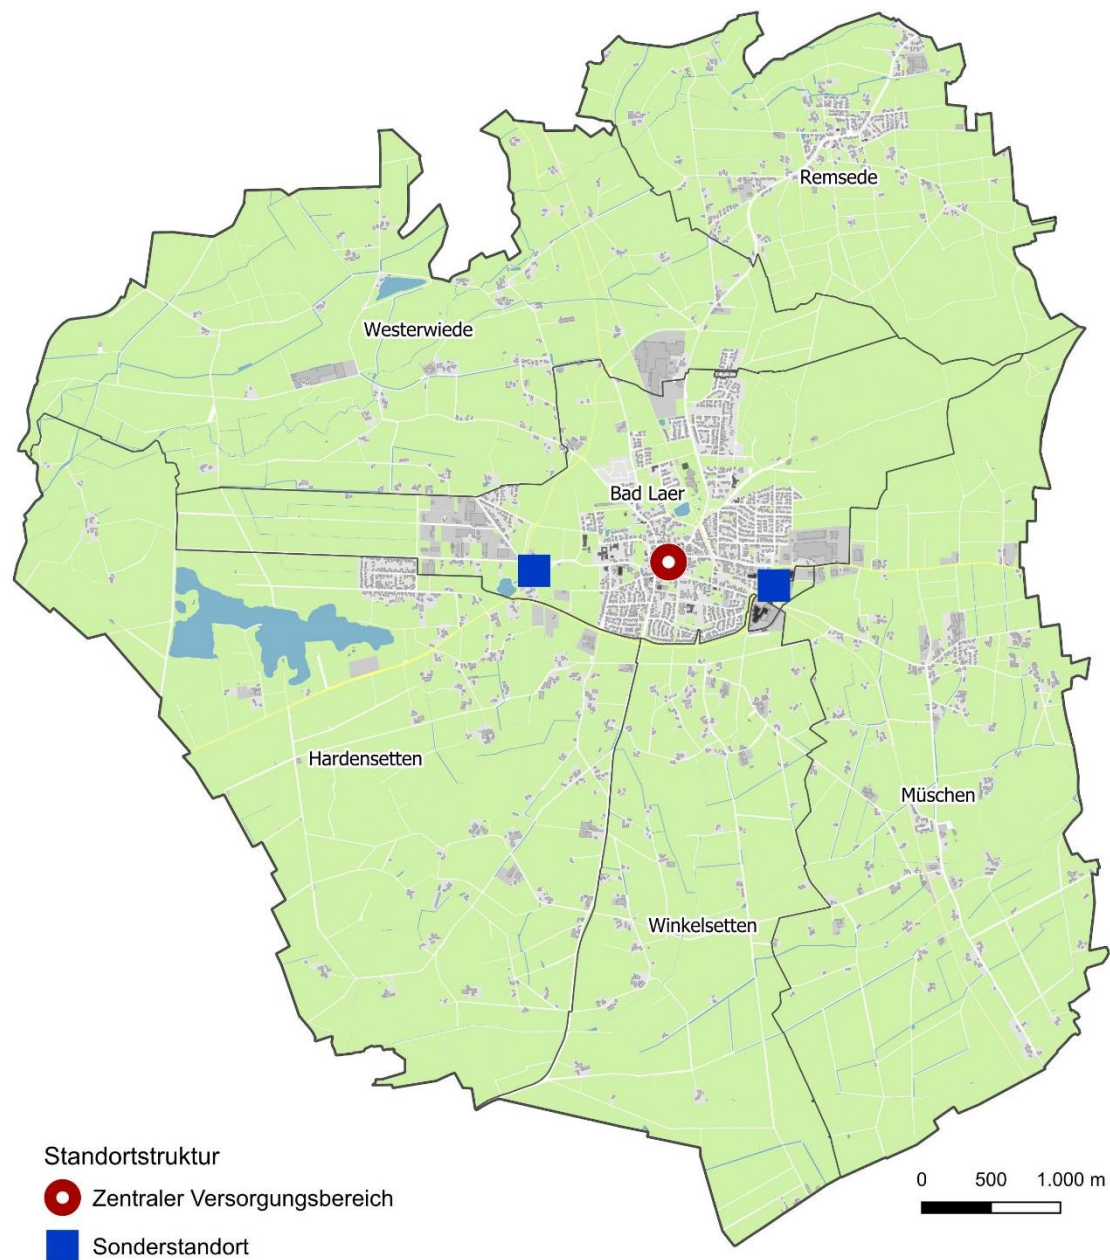 Remsede
Westerwiede
Bad Laer
Hardensetten
Müschen
Winkelsetten
Standortstruktur
Zentraler Versorgungsbereich
Sonderstandort
0 500 1.000 m